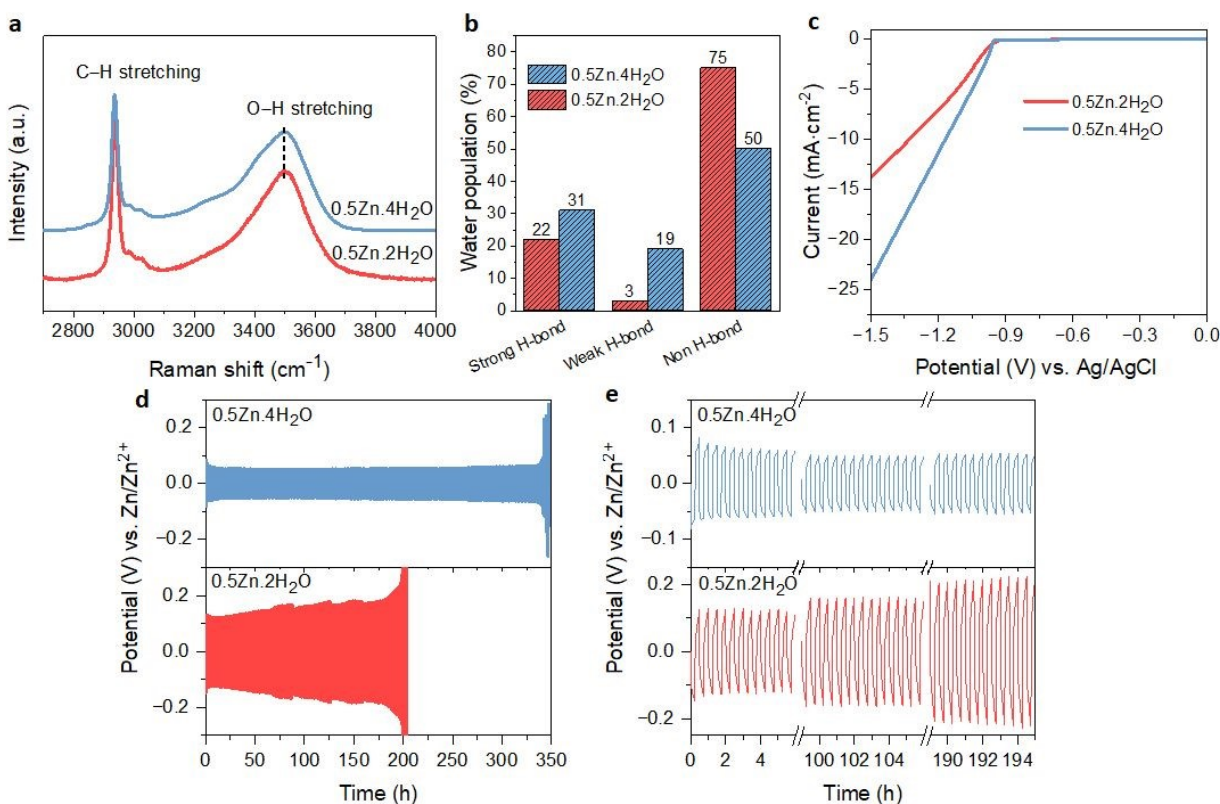 a
C–H stretching
O–H stretching
0.5Zn.4H₂O
0.5Zn.2H₂O
Intensity (a.u.)
2800 3000 3200 3400 3600 3800 4000
Raman shift (cm⁻¹)
b
80
70
60
50
40
30
20
10
0
Water population (%)
0.5Zn.4H₂O
0.5Zn.2H₂O
22
31
3
19
75
50
Strong H-bond
Weak H-bond
Non H-bond
c
0
−5
−10
−15
−20
−25
Current (mA·cm⁻²)
0.5Zn.2H₂O
0.5Zn.4H₂O
−1.5 −1.2 −0.9 −0.6 −0.3 0.0
Potential (V) vs. Ag/AgCl
d
0.5Zn.4H₂O
0.2
0.0
−0.2
0.5Zn.2H₂O
0.2
0.0
−0.2
Potential (V) vs. Zn/Zn²⁺
0 50 100 150 200 250 300 350
Time (h)
e
0.5Zn.4H₂O
0.1
0.0
−0.1
0.5Zn.2H₂O
0.2
0.0
−0.2
Potential (V) vs. Zn/Zn²⁺
0 2 4 100 102 104 190 192 194
Time (h)